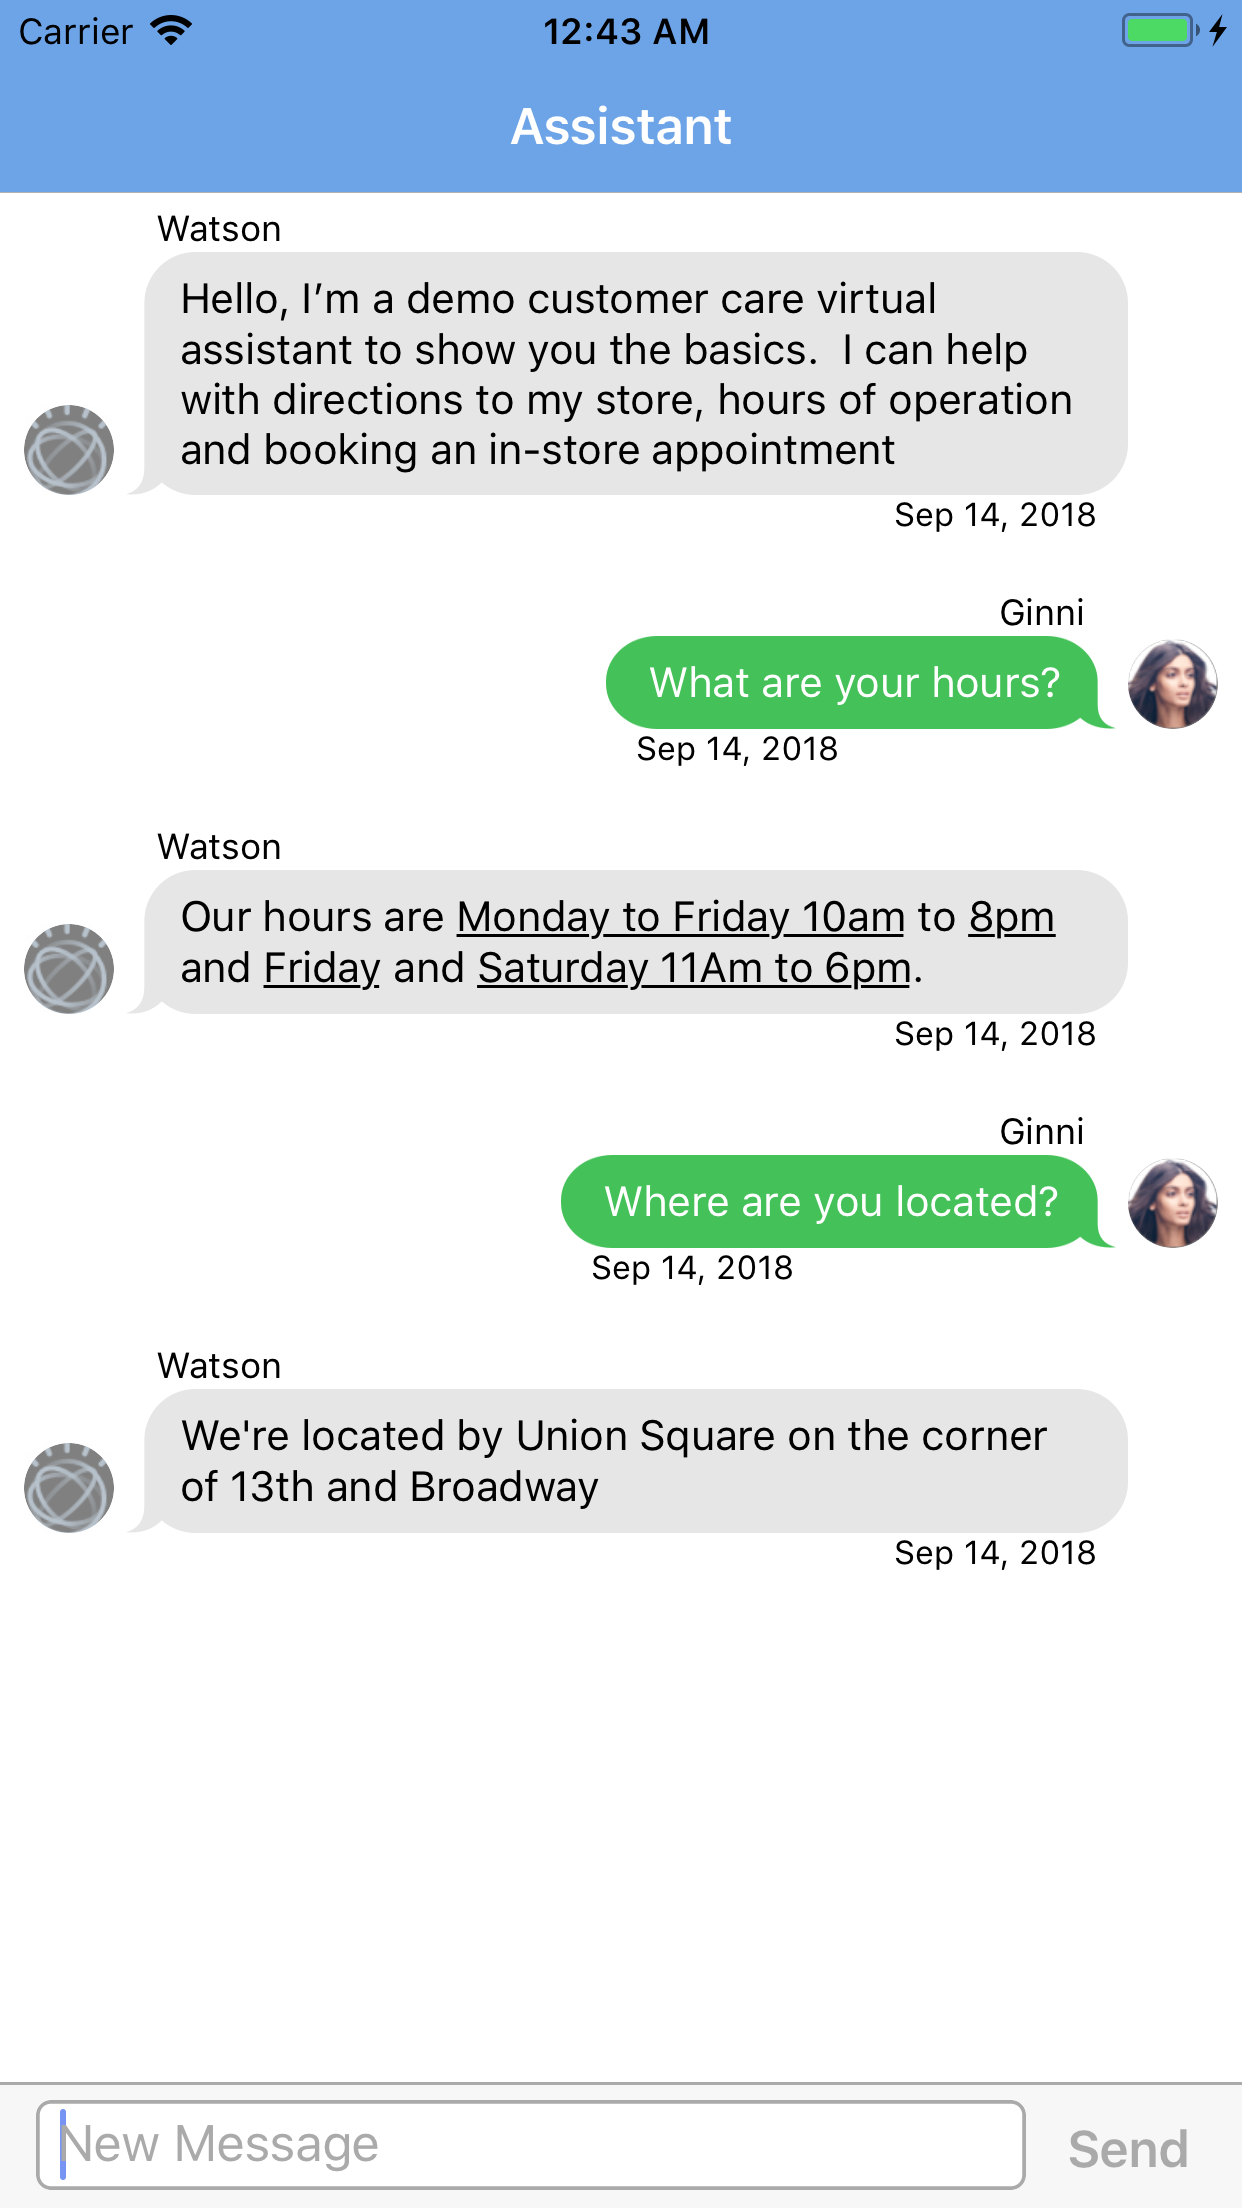 Carrier 12:43 AM
Assistant
Watson
Hello, I’m a demo customer care virtual
assistant to show you the basics.  I can help
with directions to my store, hours of operation
and booking an in-store appointment
Sep 14, 2018
Ginni
What are your hours?
Sep 14, 2018
Watson
Our hours are Monday to Friday 10am to 8pm
and Friday and Saturday 11Am to 6pm.
Sep 14, 2018
Ginni
Where are you located?
Sep 14, 2018
Watson
We're located by Union Square on the corner
of 13th and Broadway
Sep 14, 2018
New Message Send